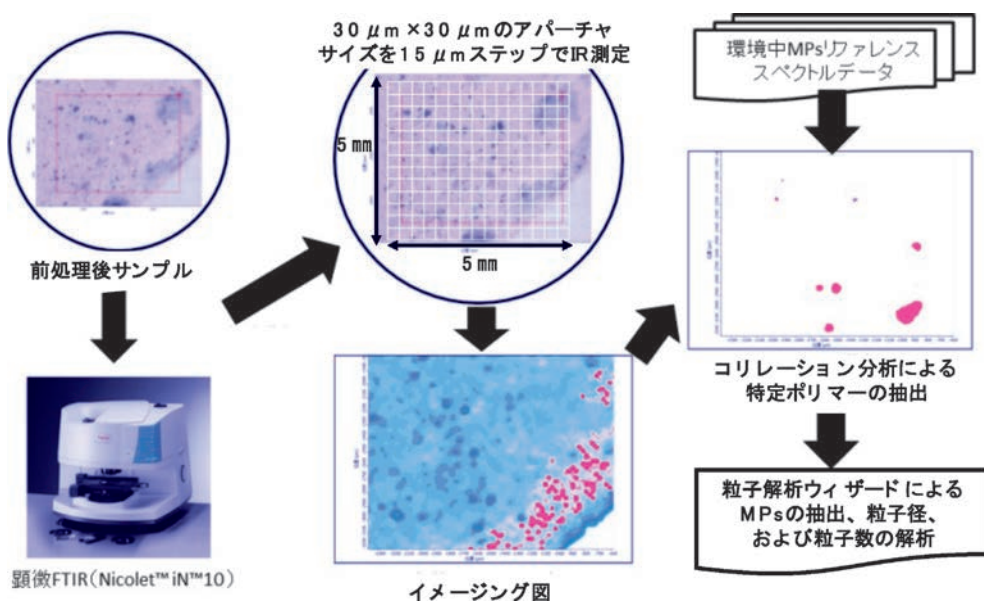 30μm×30μmのアパーチャ
サイズを15μmステップでIR測定
5mm
5mm
前処理後サンプル
顕微FTIR(Nicolet™ iN™10)
イメージング図
環境中MPsリファレンス
スペクトルデータ
コリレーション分析による
特定ポリマーの抽出
粒子解析ウィザードによる
MPsの抽出、粒子径、
および粒子数の解析